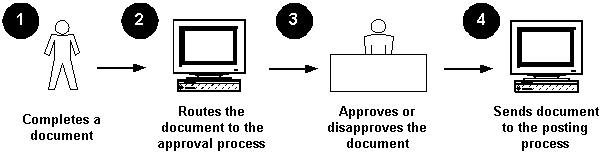 1
2
3
4
Completes a
document
Routes the
document to the
approval process
Approves or
disapproves the
document
Sends document
to the posting
process